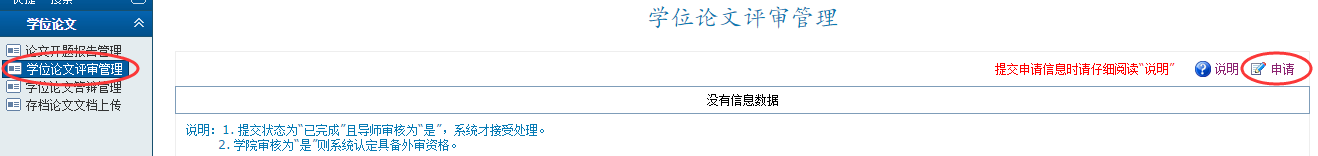 学位论文
学位论文评审管理
论文开题报告管理
学位论文评审管理
学位论文答辩管理
存档论文文档上传
提交申请信息时请仔细阅读“说明” 说明 申请
没有信息数据
说明：1.提交状态为“已完成”且导师审核为“是”，系统才接受处理。
2.学院审核为“是”则系统认定具备外审资格。